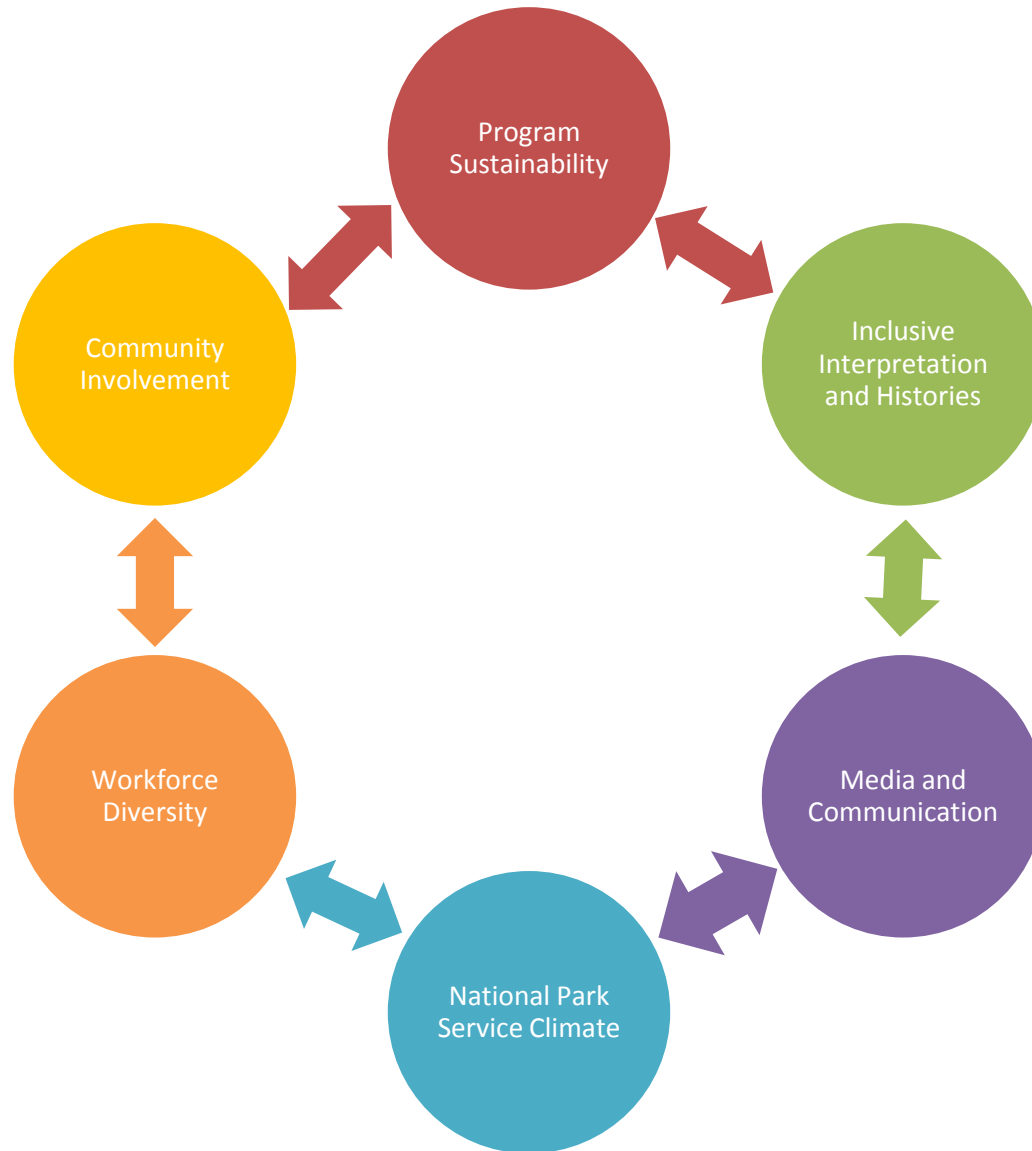 Program
Sustainability
Inclusive
Interpretation
and Histories
Media and
Communication
National Park
Service Climate
Workforce
Diversity
Community
Involvement